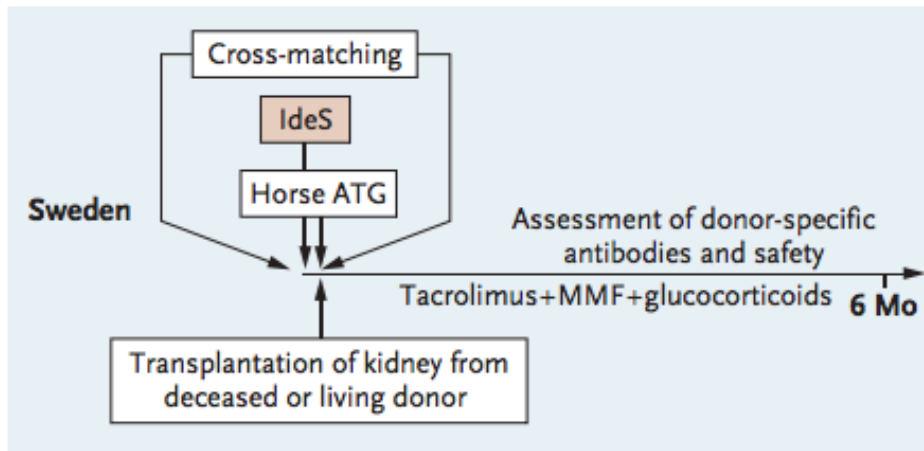 Cross-matching
IdeS
Horse ATG
Sweden
Assessment of donor-specific
antibodies and safety
Tacrolimus+MMF+glucocorticoids
6 Mo
Transplantation of kidney from
deceased or living donor